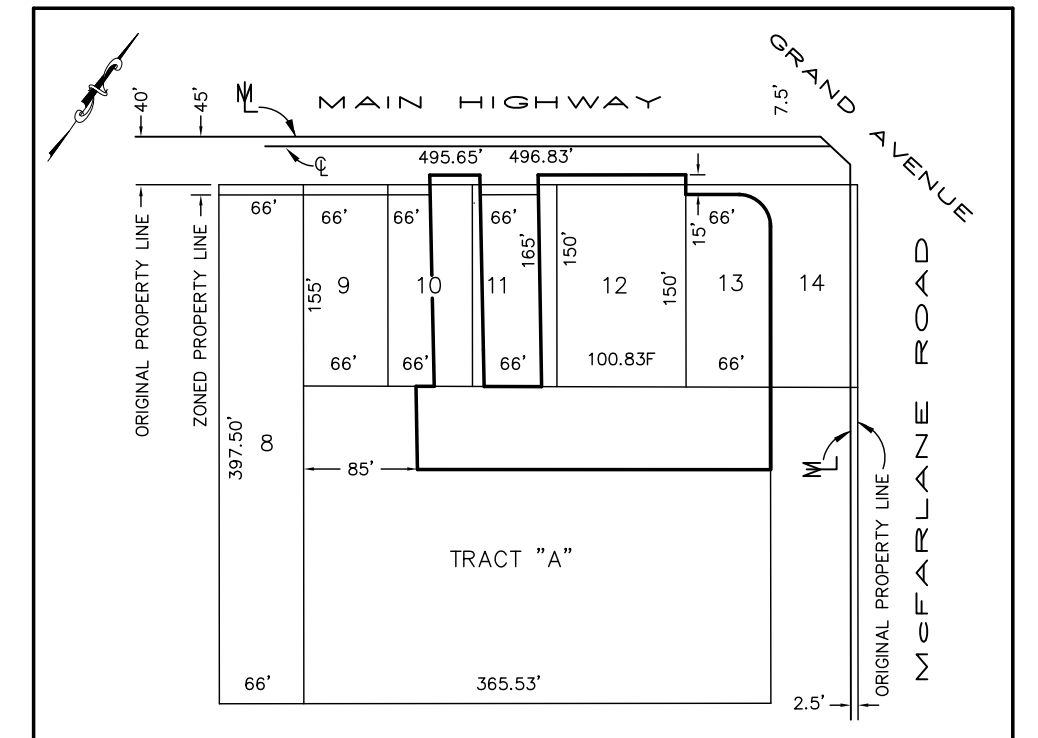 GRAND AVENUE
MAIN HIGHWAY
ML
40'
45'
7.5'
CL
495.65' 496.83'
66' 66' 66' 66' 66'
15'
165' 150' 150'
155'
9 10 11 12 13 14
66' 66' 66' 100.83F 66'
ORIGINAL PROPERTY LINE
ZONED PROPERTY LINE
397.50'
8
85'
ML
TRACT "A"
ORIGINAL PROPERTY LINE
McFARLANE ROAD
66' 365.53'
2.5'